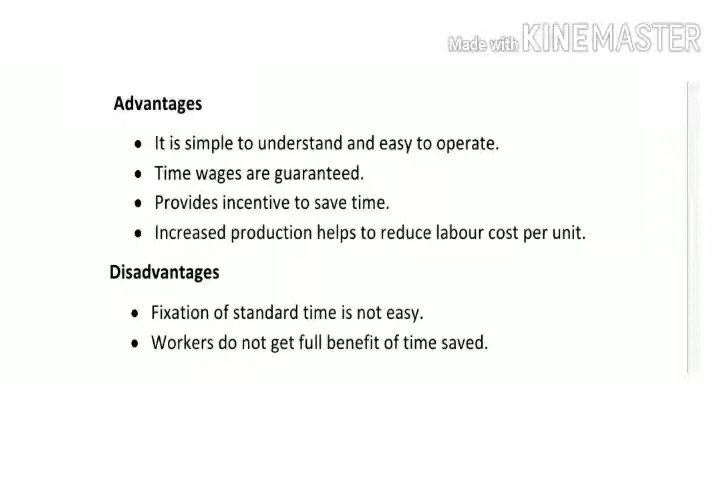 Made with KINEMASTER
Advantages
• It is simple to understand and easy to operate.
• Time wages are guaranteed.
• Provides incentive to save time.
• Increased production helps to reduce labour cost per unit.
Disadvantages
• Fixation of standard time is not easy.
• Workers do not get full benefit of time saved.